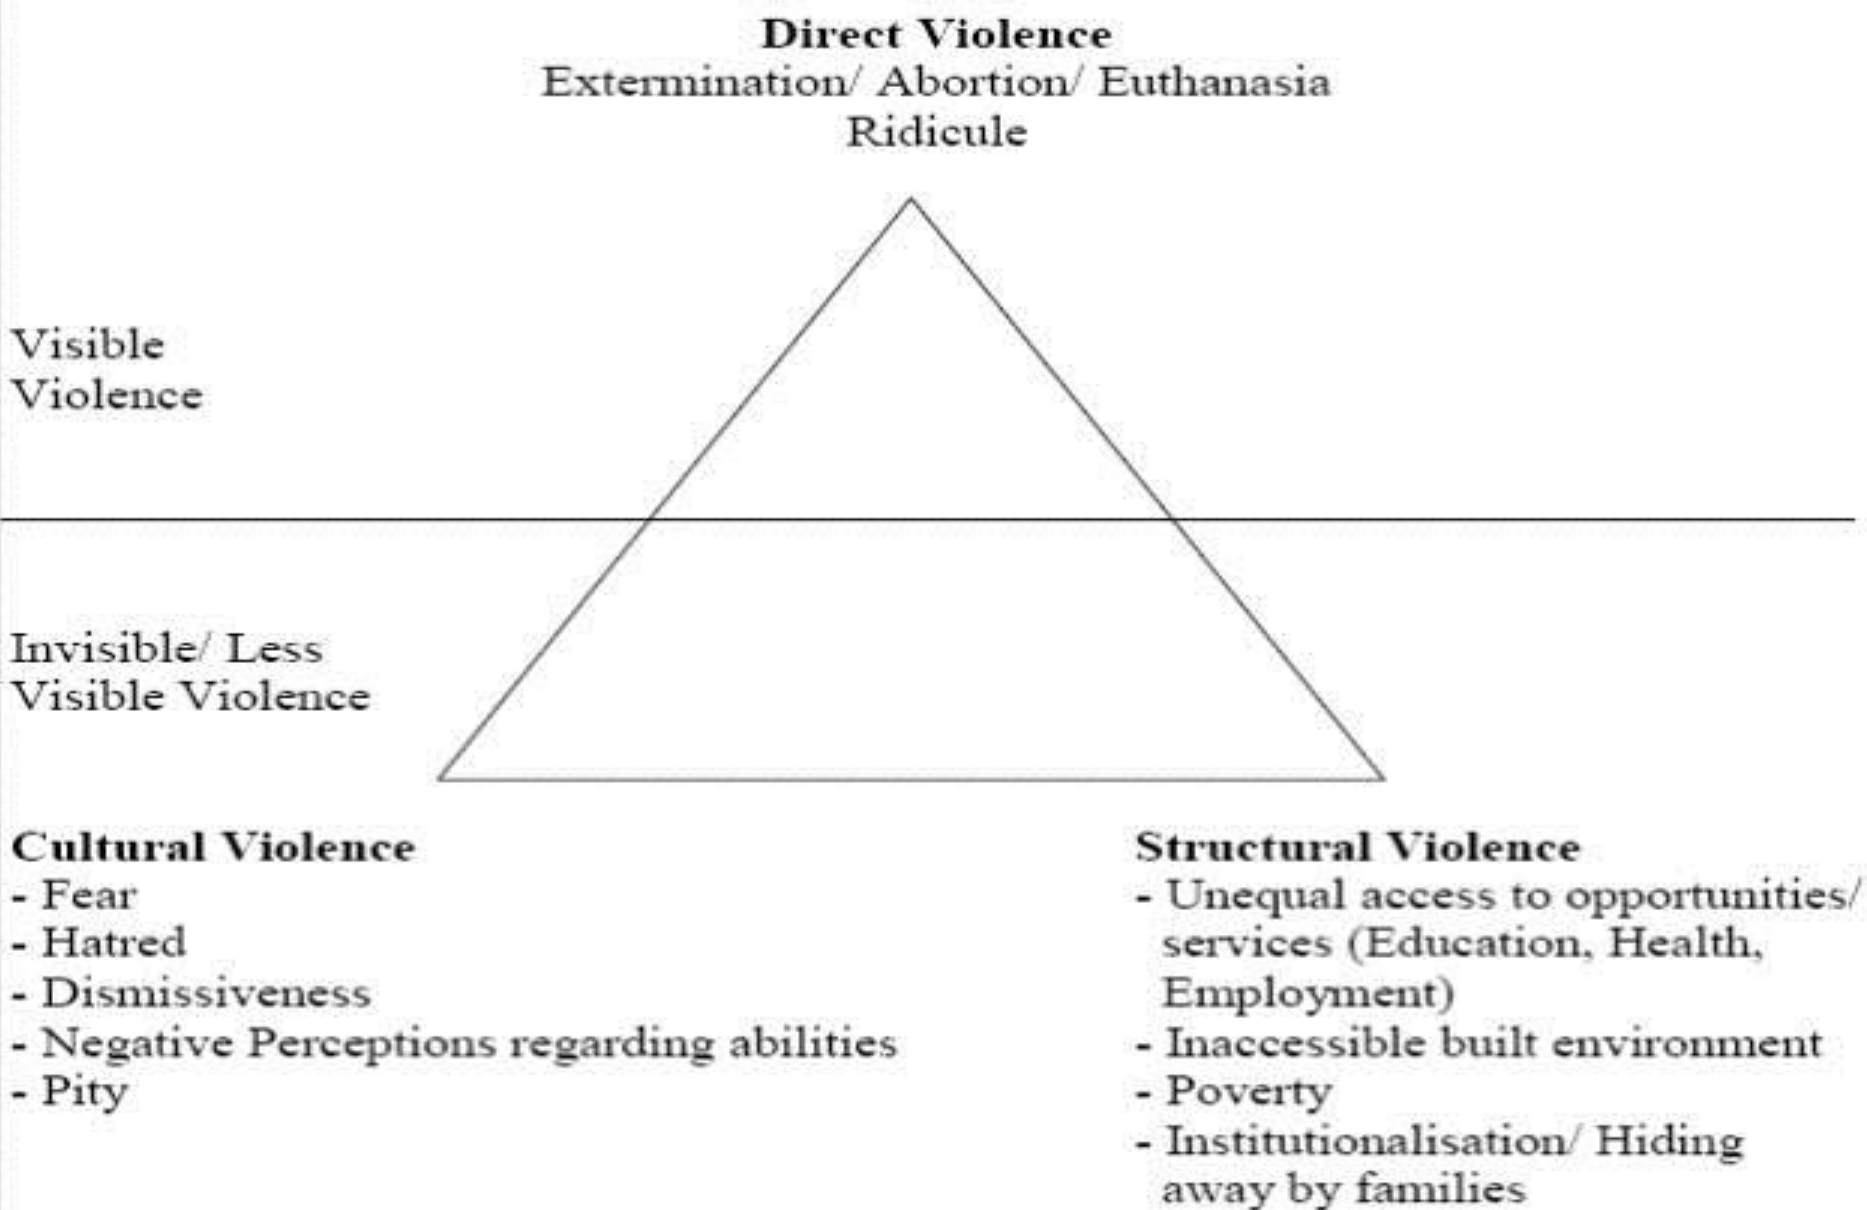 Direct Violence
Extermination/ Abortion/ Euthanasia
Ridicule
Visible
Violence
Invisible/ Less
Visible Violence
Cultural Violence
- Fear
- Hatred
- Dismissiveness
- Negative Perceptions regarding abilities
- Pity
Structural Violence
- Unequal access to opportunities/
services (Education, Health,
Employment)
- Inaccessible built environment
- Poverty
- Institutionalisation/ Hiding
away by families